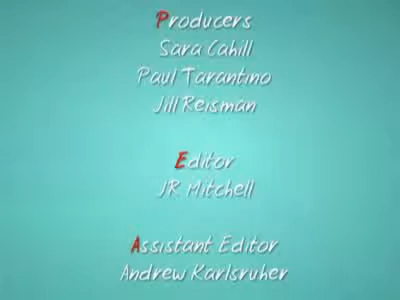 Producers
Sara Cahill
Paul Tarantino
Jill Reisman
Editor
JR Mitchell
Assistant Editor
Andrew Karlsruher